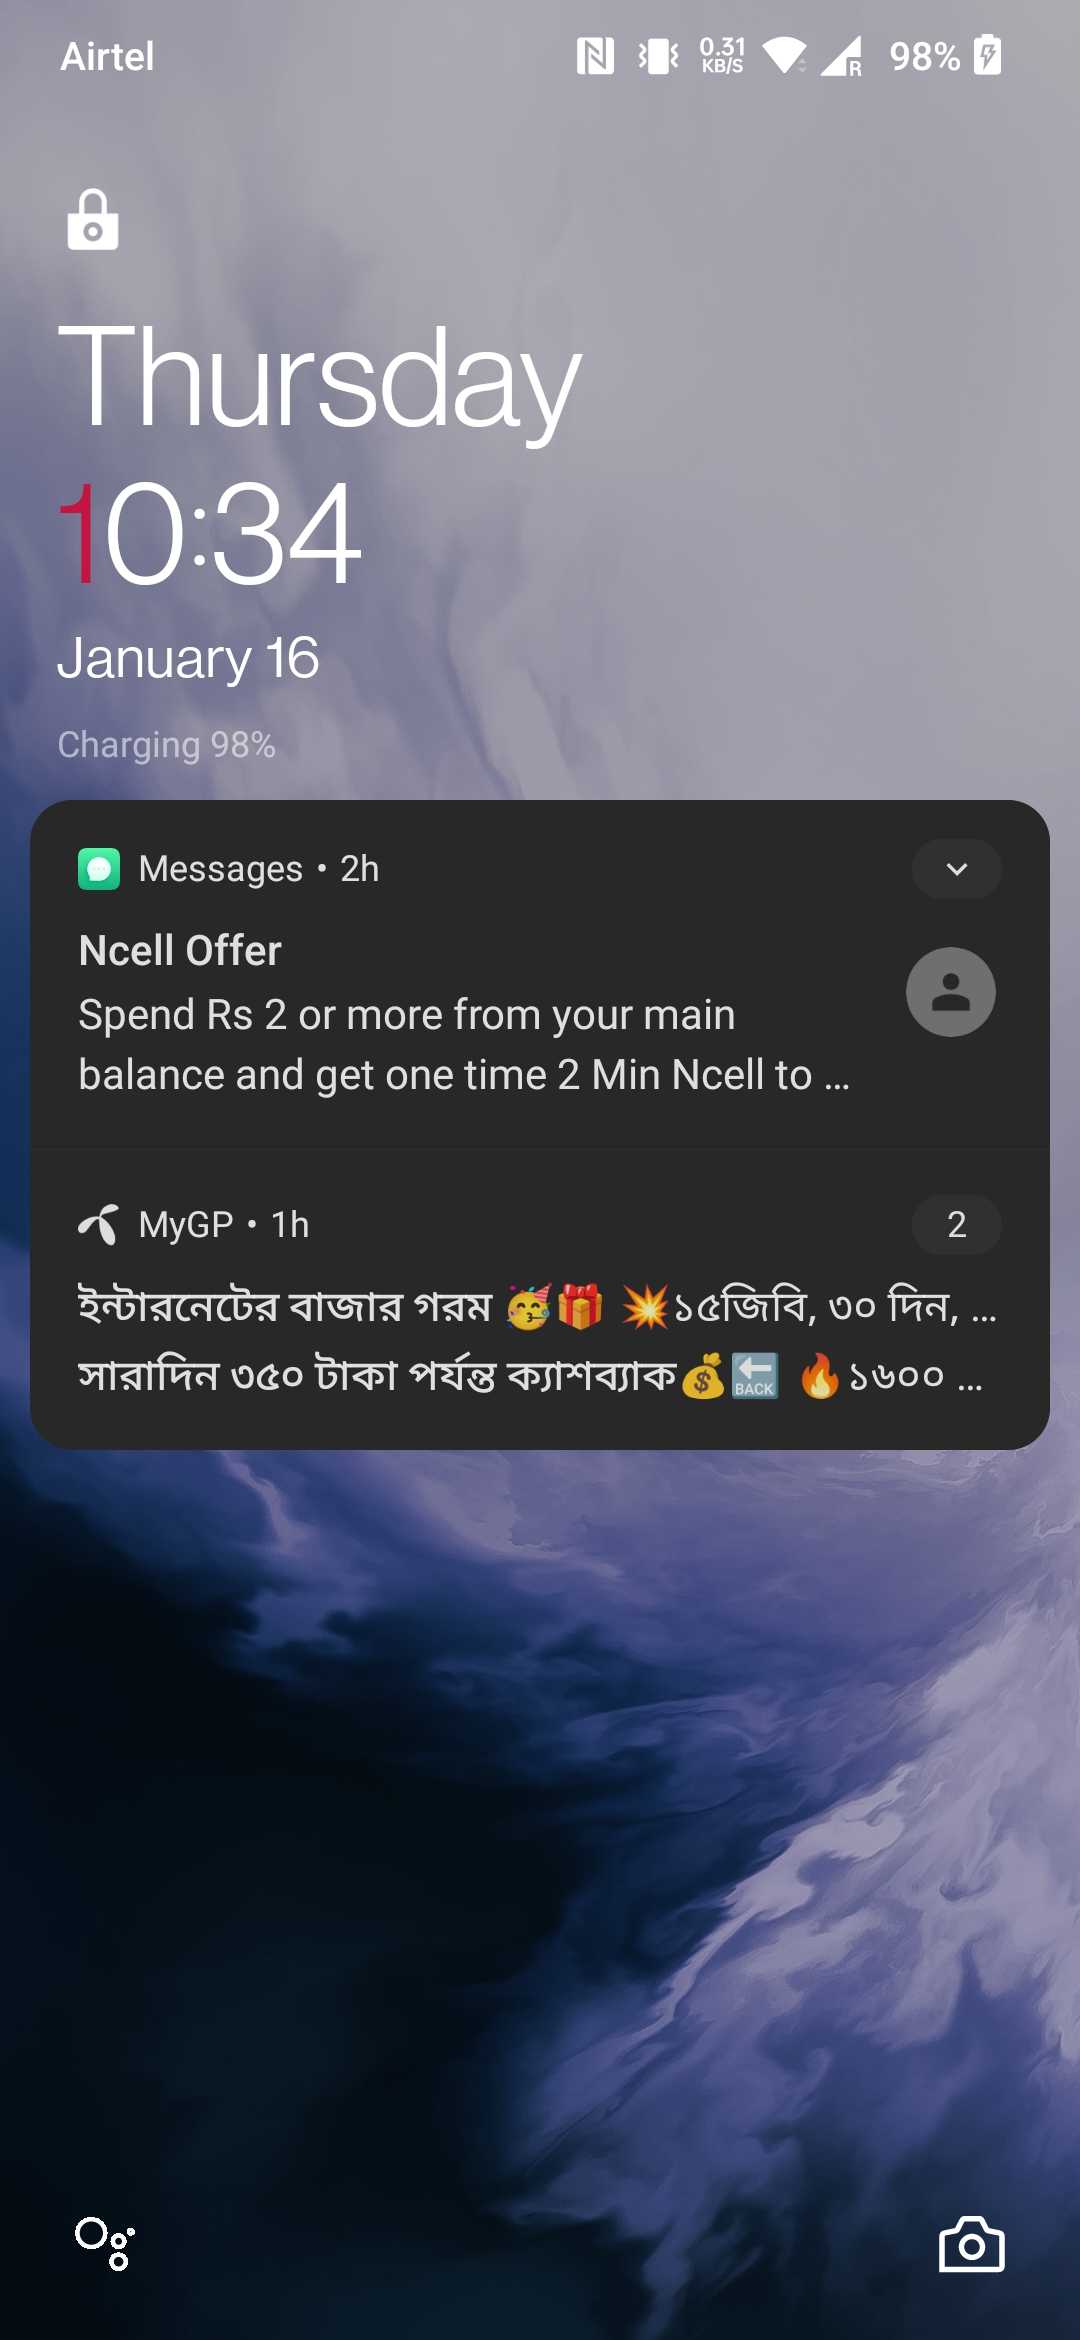 Airtel
0.31
KB/S
R
98%
Thursday
10:34
January 16
Charging 98%
Messages • 2h
Ncell Offer
Spend Rs 2 or more from your main
balance and get one time 2 Min Ncell to ...
MyGP • 1h
2
ইন্টারনেটের বাজার গরম 🥳🎁 💥১৫জিবি, ৩০ দিন, ...
সারাদিন ৩৫০ টাকা পর্যন্ত ক্যাশব্যাক💰🔙 🔥১৬০০ ...